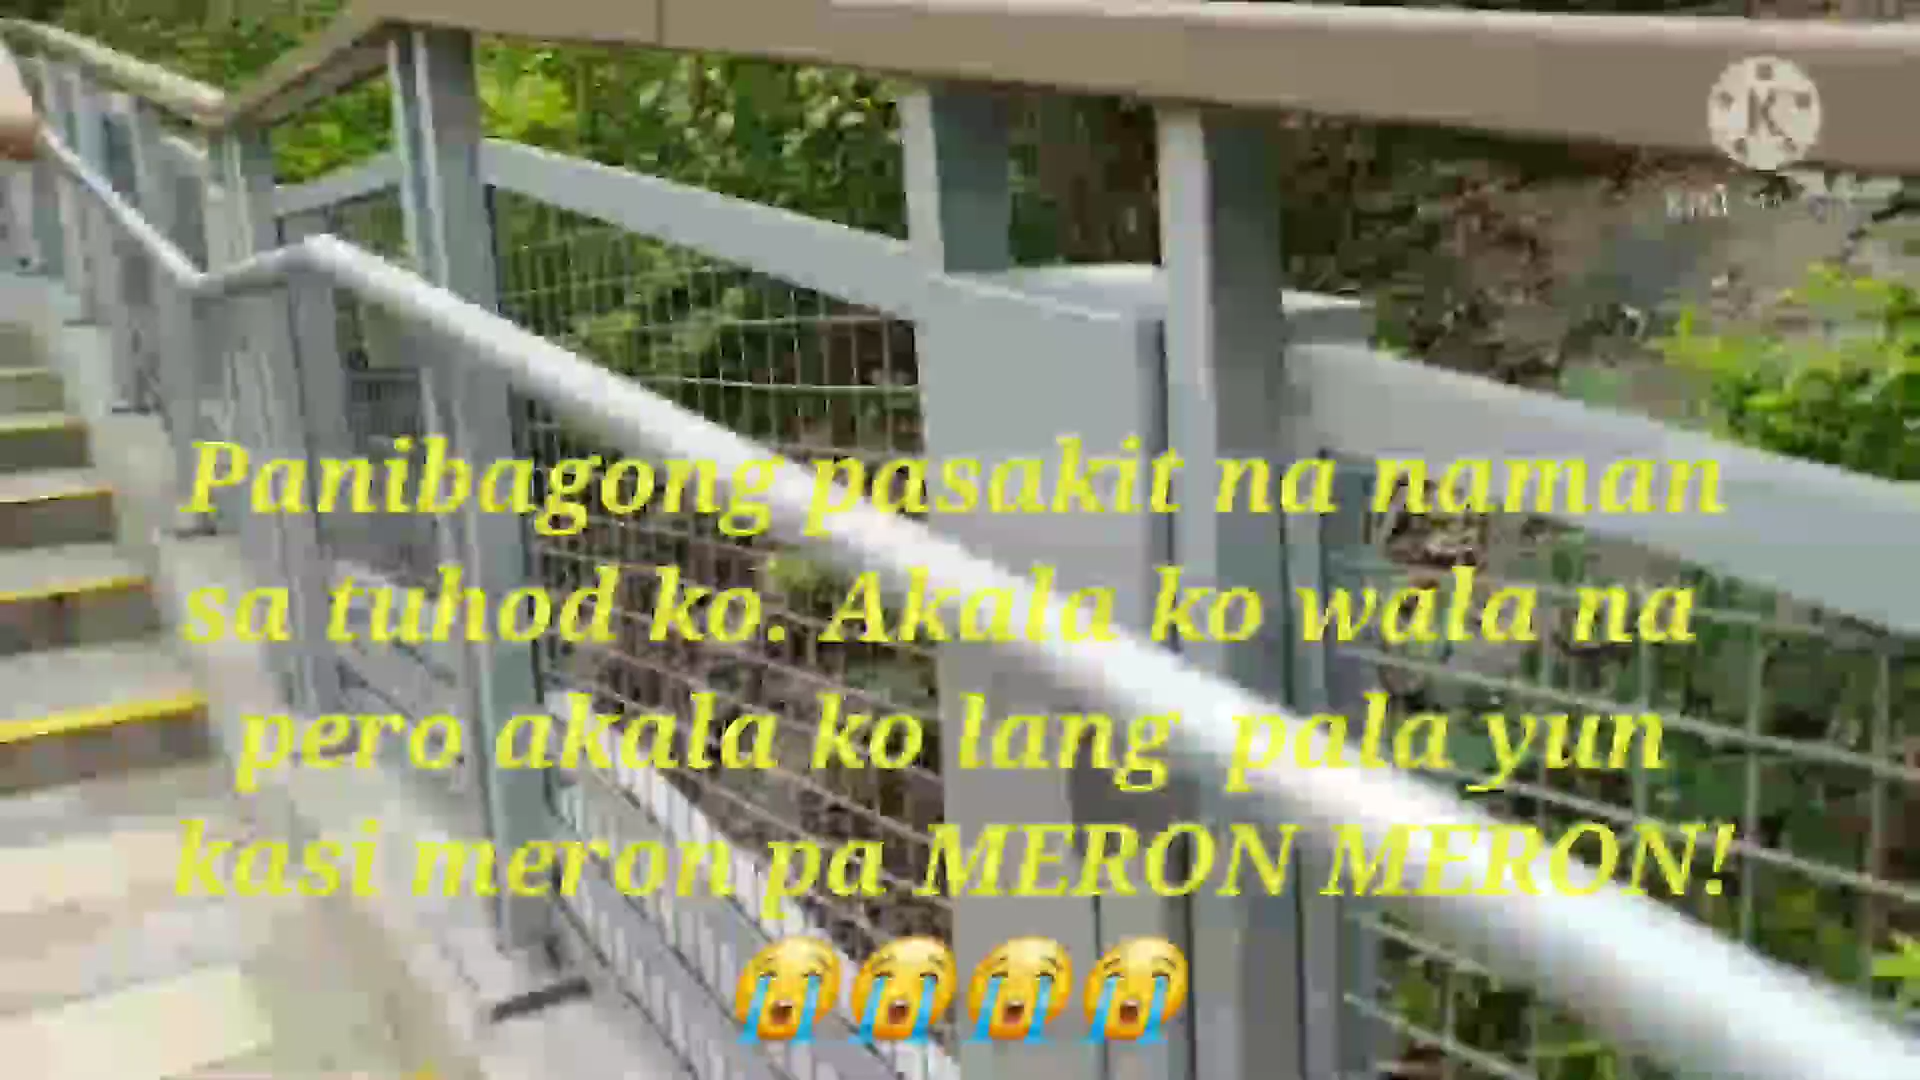 Panibagong pasakit na naman
sa tuhod ko. Akala ko wala na
pero akala ko lang pala yun
kasi meron pa MERON MERON!
😭😭😭😭
K